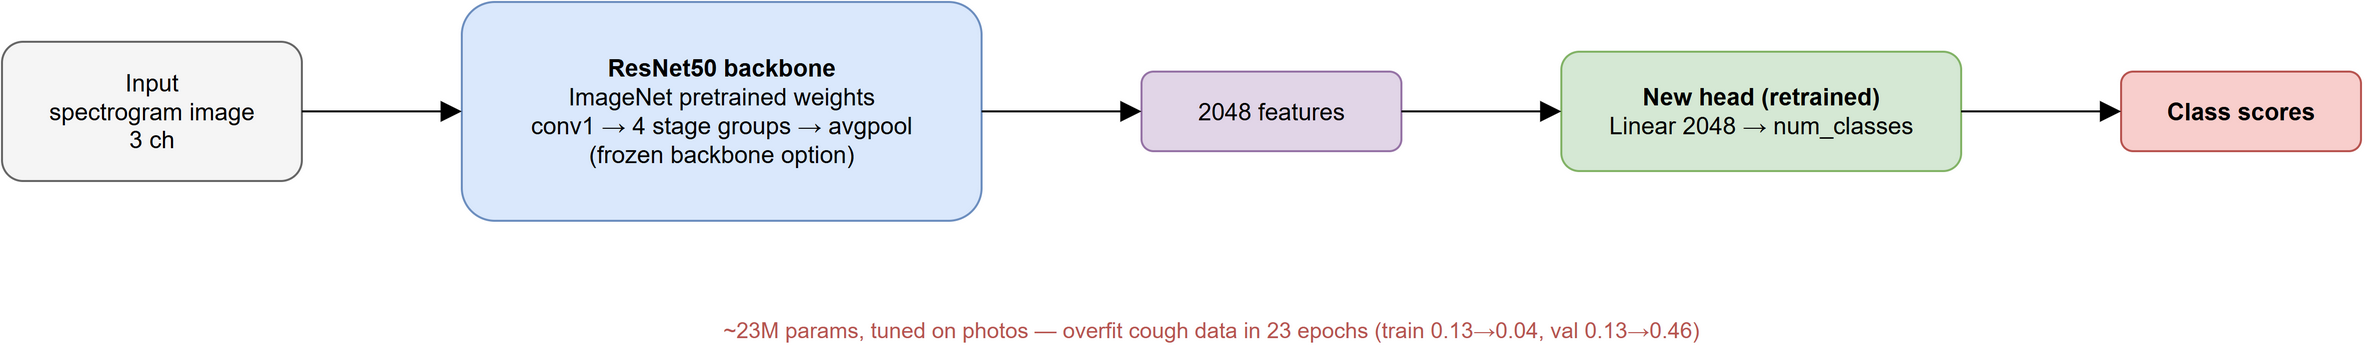 Input
spectrogram image
3 ch
ResNet50 backbone
ImageNet pretrained weights
conv1 → 4 stage groups → avgpool
(frozen backbone option)
2048 features
New head (retrained)
Linear 2048 → num_classes
Class scores
~23M params, tuned on photos — overfit cough data in 23 epochs (train 0.13→0.04, val 0.13→0.46)